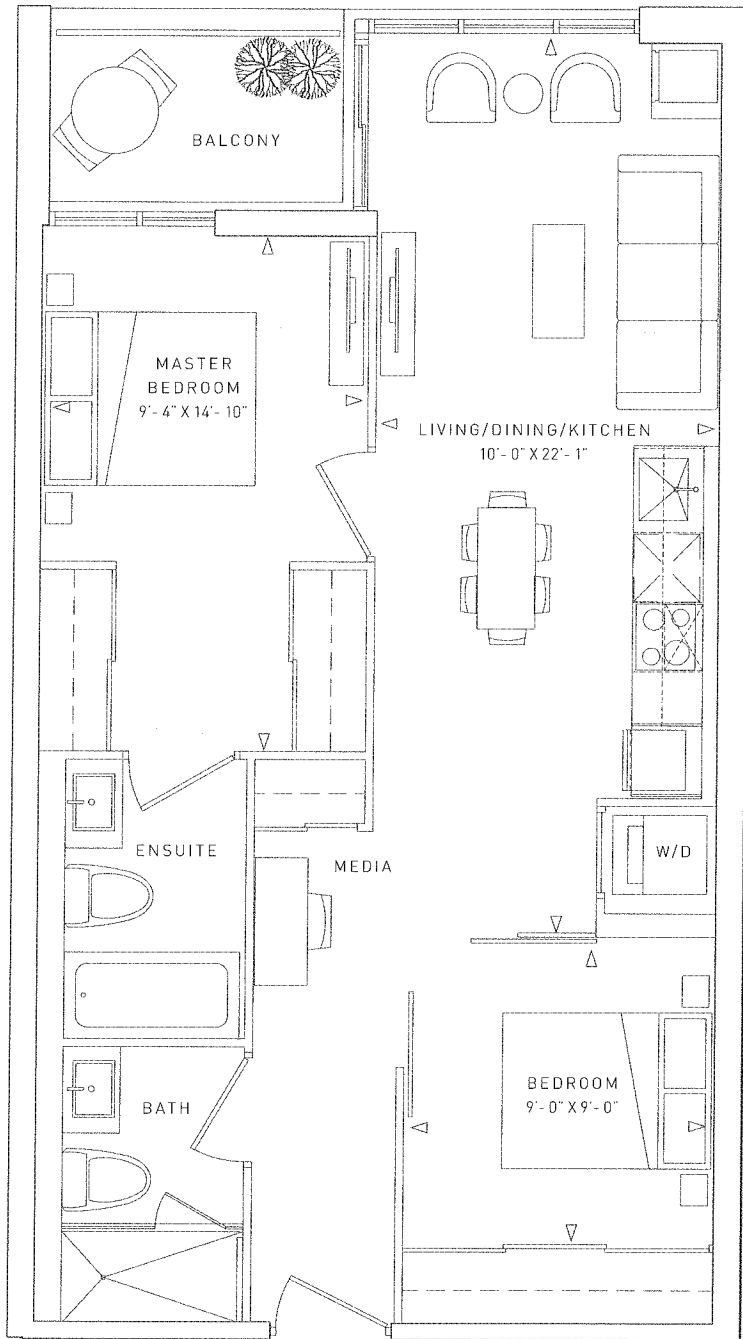 BALCONY
MASTER
BEDROOM
9'-4" X 14'-10"
LIVING/DINING/KITCHEN
10'-0" X 22'-1"
ENSUITE
MEDIA
W/D
BATH
BEDROOM
9'-0" X 9'-0"